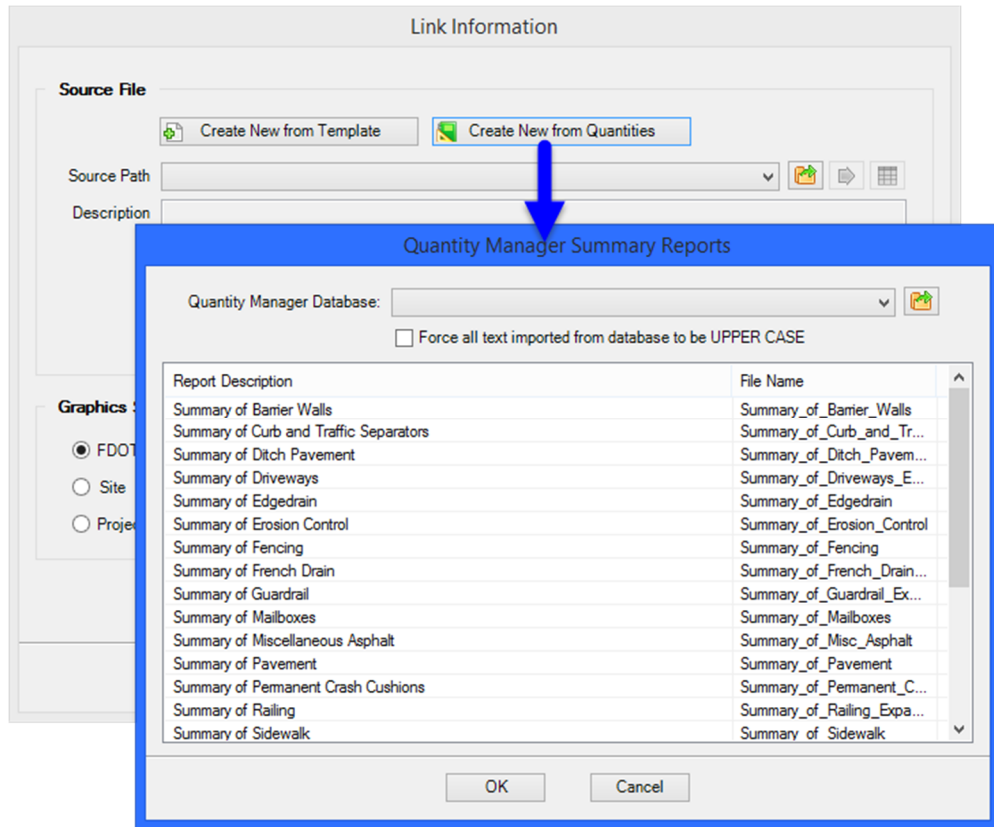 Link Information
Source File
Create New from Template
Create New from Quantities
Source Path
Description
Quantity Manager Summary Reports
Quantity Manager Database:
Force all text imported from database to be UPPER CASE
Report Description File Name
Summary of Barrier Walls Summary_of_Barrier_Walls
Summary of Curb and Traffic Separators Summary_of_Curb_and_Tr...
Summary of Ditch Pavement Summary_of_Ditch_Pavem...
Summary of Driveways Summary_of_Driveways_E...
Summary of Edgedrain Summary_of_Edgedrain
Summary of Erosion Control Summary_of_Erosion_Control
Summary of Fencing Summary_of_Fencing
Summary of French Drain Summary_of_French_Drain...
Summary of Guardrail Summary_of_Guardrail_Ex...
Summary of Mailboxes Summary_of_Mailboxes
Summary of Miscellaneous Asphalt Summary_of_Misc_Asphalt
Summary of Pavement Summary_of_Pavement
Summary of Permanent Crash Cushions Summary_of_Permanent_C...
Summary of Railing Summary_of_Railing_Expa...
Summary of Sidewalk Summary_of_Sidewalk
Graphics
FDOT
Site
OK Cancel